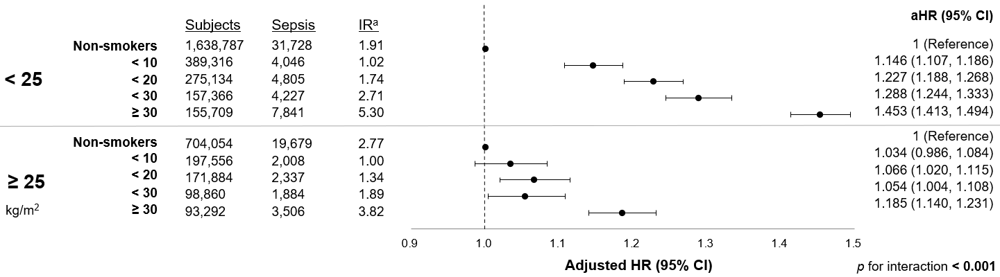 Subjects Sepsis IRa aHR (95% CI)
Non-smokers 1,638,787 31,728 1.91 1 (Reference)
< 10 389,316 4,046 1.02 1.146 (1.107, 1.186)
< 25
< 20 275,134 4,805 1.74 1.227 (1.188, 1.268)
< 30 157,366 4,227 2.71 1.288 (1.244, 1.333)
≥ 30 155,709 7,841 5.30 1.453 (1.413, 1.494)
Non-smokers 704,054 19,679 2.77 1 (Reference)
< 10 197,556 2,008 1.00 1.034 (0.986, 1.084)
≥ 25
< 20 171,884 2,337 1.34 1.066 (1.020, 1.115)
< 30 98,860 1,884 1.89 1.054 (1.004, 1.108)
kg/m2
≥ 30 93,292 3,506 3.82 1.185 (1.140, 1.231)
0.9 1.0 1.1 1.2 1.3 1.4 1.5
Adjusted HR (95% CI)
p for interaction < 0.001